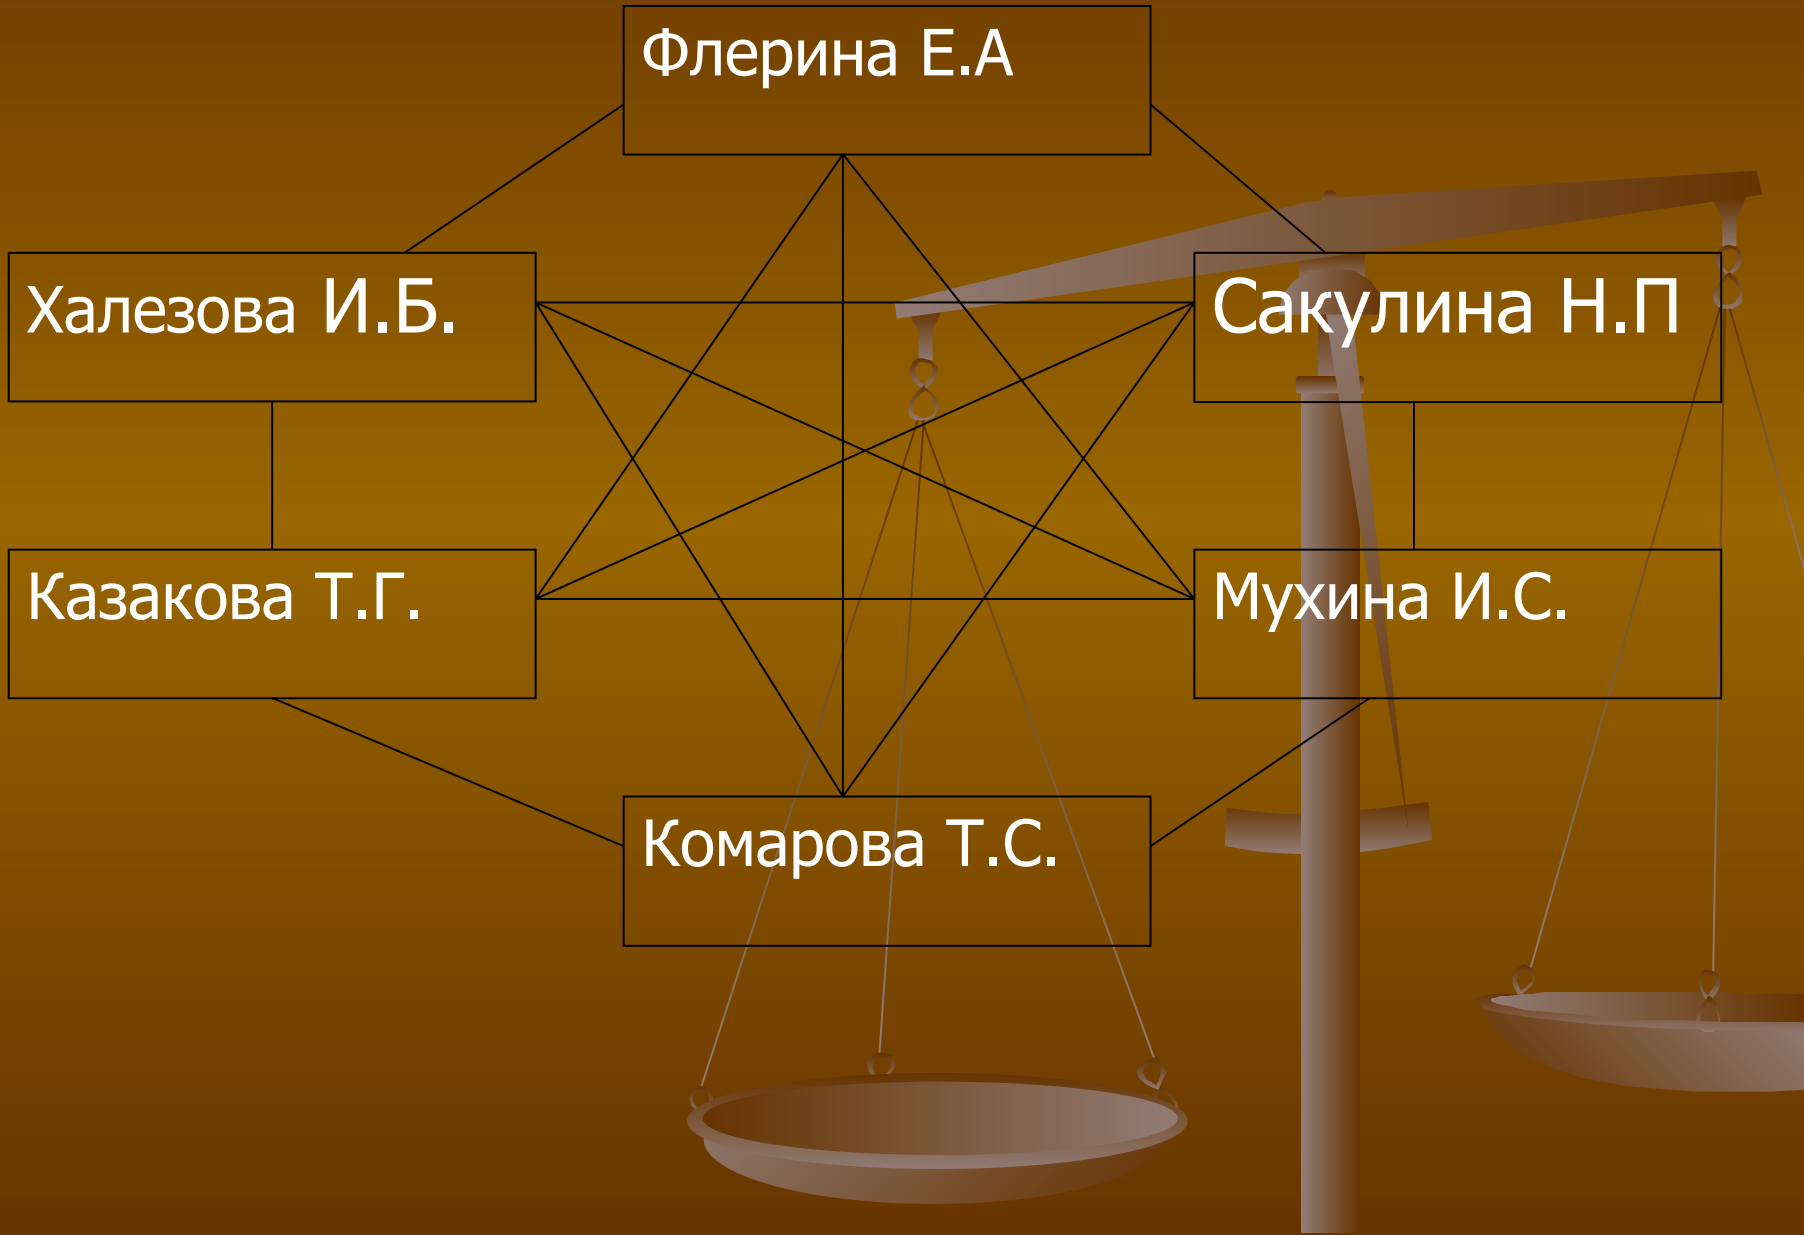 Флерина Е.А
Халезова И.Б.
Сакулина Н.П
Казакова Т.Г.
Мухина И.С.
Комарова Т.С.